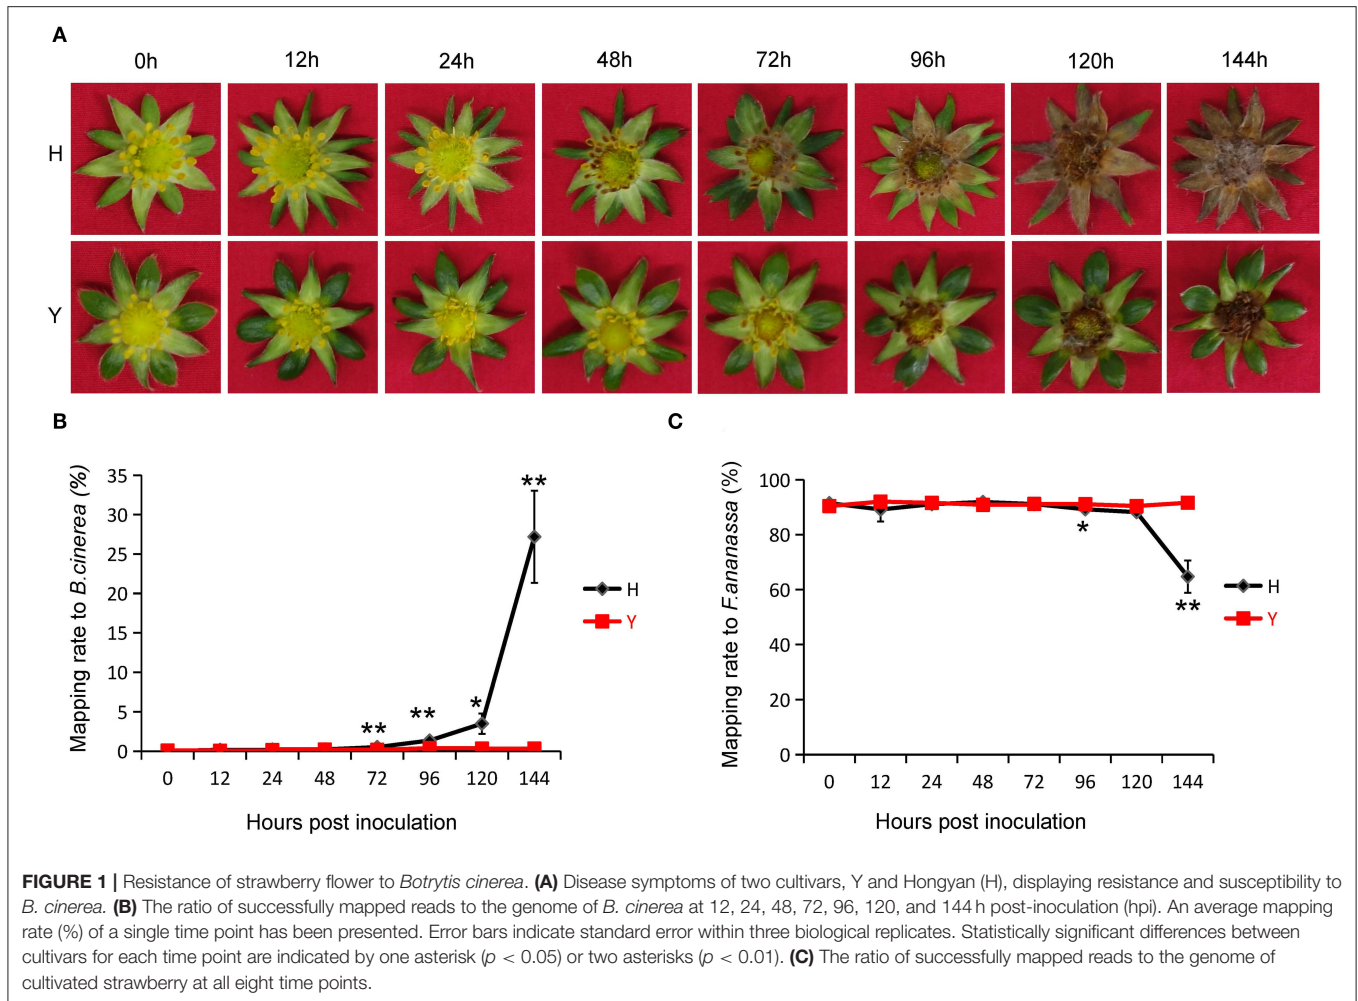 A
0h 12h 24h 48h 72h 96h 120h 144h
H
Y
B
Mapping rate to B.cinerea (%)
35
30
25
20
15
10
5
0
**
**
*
**
0 12 24 48 72 96 120 144
Hours post inoculation
H
Y
C
Mapping rate to F.ananassa (%)
100
80
60
40
20
0
*
**
0 12 24 48 72 96 120 144
Hours post inoculation
H
Y
FIGURE 1 | Resistance of strawberry flower to Botrytis cinerea. (A) Disease symptoms of two cultivars, Y and Hongyan (H), displaying resistance and susceptibility to
B. cinerea. (B) The ratio of successfully mapped reads to the genome of B. cinerea at 12, 24, 48, 72, 96, 120, and 144 h post-inoculation (hpi). An average mapping
rate (%) of a single time point has been presented. Error bars indicate standard error within three biological replicates. Statistically significant differences between
cultivars for each time point are indicated by one asterisk (p < 0.05) or two asterisks (p < 0.01). (C) The ratio of successfully mapped reads to the genome of
cultivated strawberry at all eight time points.